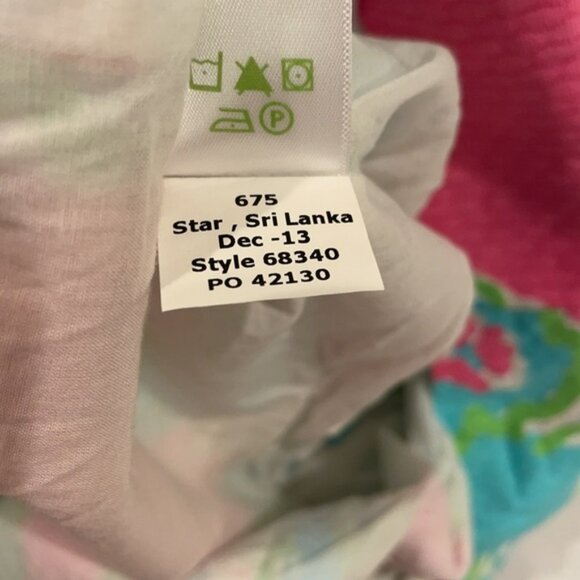 P
675
Star , Sri Lanka
Dec -13
Style 68340
PO 42130